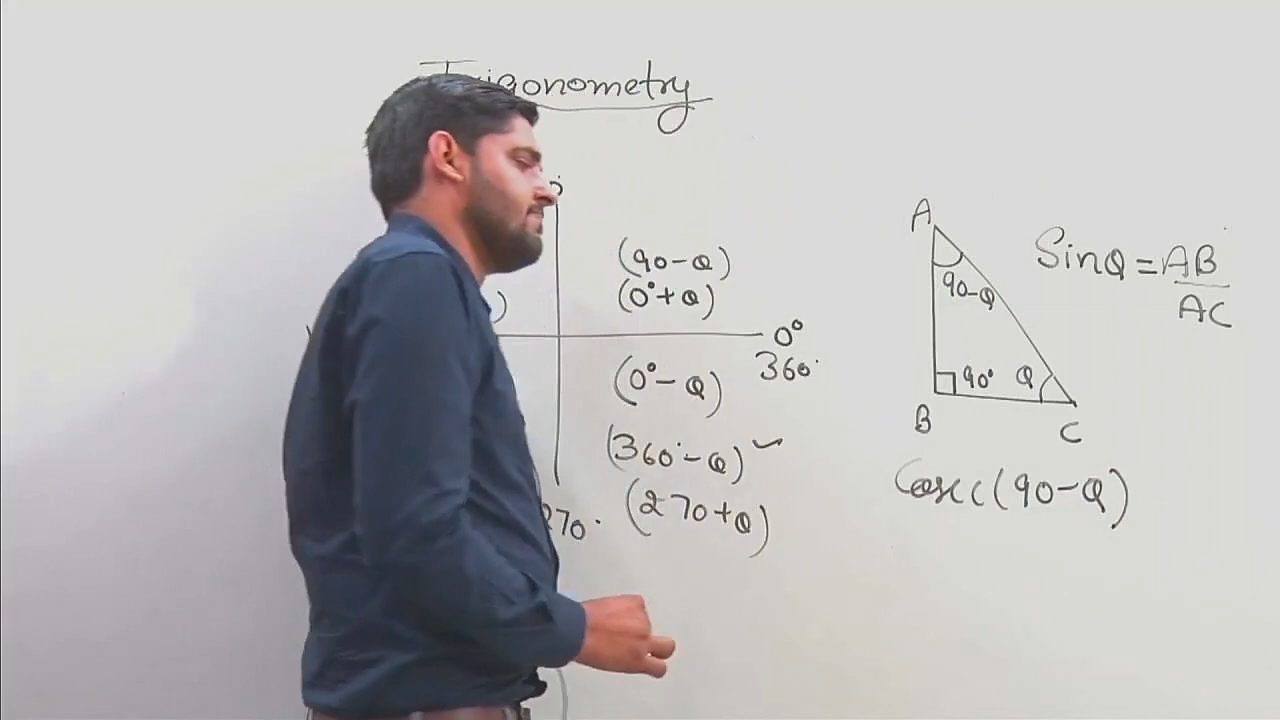 Trigonometry
(90-θ)
(0°+θ)
)
0°
360°
(0°-θ)
(360°-θ) ✓
(270+θ)
270°
A
90-θ
90° θ
B C
Sinθ = AB
AC
Cosec(90-θ)